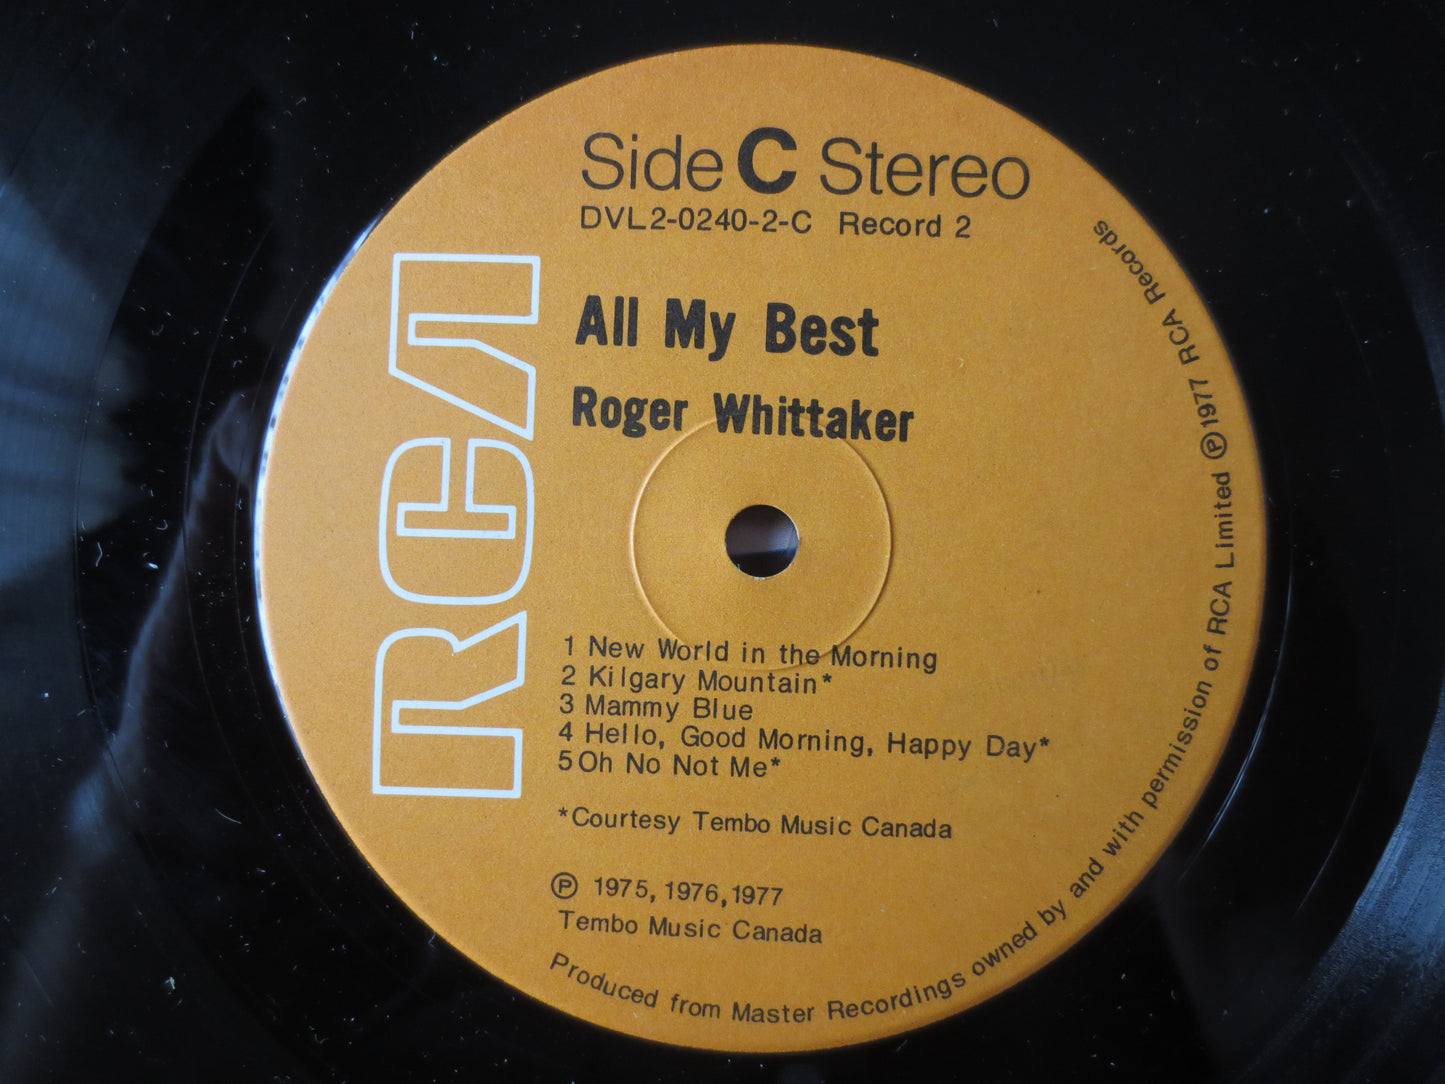 Side C Stereo
DVL2-0240-2-C Record 2
All My Best
Roger Whittaker
RCA
1 New World in the Morning
2 Kilgary Mountain*
3 Mammy Blue
4 Hello, Good Morning, Happy Day*
5 Oh No Not Me*
*Courtesy Tembo Music Canada
℗ 1975, 1976, 1977
Tembo Music Canada
Produced from Master Recordings owned by and with permission of RCA Limited ℗ 1977 RCA Records